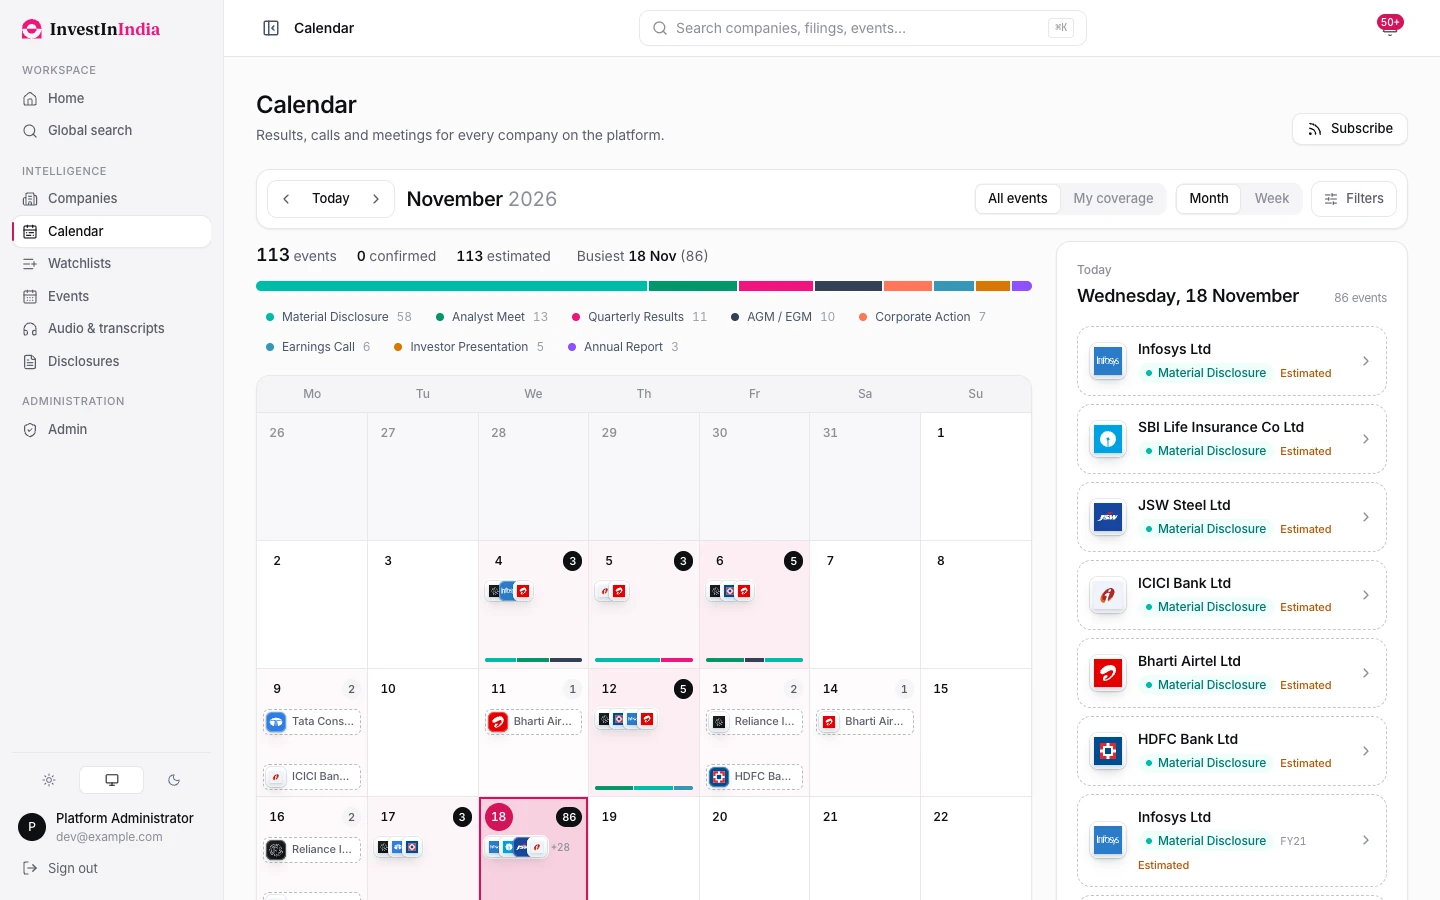 InvestInIndia
WORKSPACE
Home
Global search
INTELLIGENCE
Companies
Calendar
Watchlists
Events
Audio & transcripts
Disclosures
ADMINISTRATION
Admin
P
Platform Administrator
dev@example.com
Sign out
Calendar
Search companies, filings, events...
⌘K
50+
Calendar
Results, calls and meetings for every company on the platform.
Subscribe
Today
November 2026
All events
My coverage
Month
Week
Filters
113 events 0 confirmed 113 estimated Busiest 18 Nov (86)
Material Disclosure 58
Analyst Meet 13
Quarterly Results 11
AGM / EGM 10
Corporate Action 7
Earnings Call 6
Investor Presentation 5
Annual Report 3
Mo Tu We Th Fr Sa Su
26 27 28 29 30 31 1
2 3 4 3 5 3 6 5 7 8
9 2 10 11 1 12 5 13 2 14 1 15
Tata Cons... Bharti Air... Reliance I... Bharti Air...
ICICI Ban... HDFC Ba...
16 2 17 3 18 86 19 20 21 22
Reliance I... +28
Today
Wednesday, 18 November
86 events
Infosys
Infosys Ltd
Material Disclosure Estimated
SBI Life Insurance Co Ltd
Material Disclosure Estimated
JSW
JSW Steel Ltd
Material Disclosure Estimated
ICICI Bank Ltd
Material Disclosure Estimated
Bharti Airtel Ltd
Material Disclosure Estimated
HDFC Bank Ltd
Material Disclosure Estimated
Infosys
Infosys Ltd
Material Disclosure FY21
Estimated